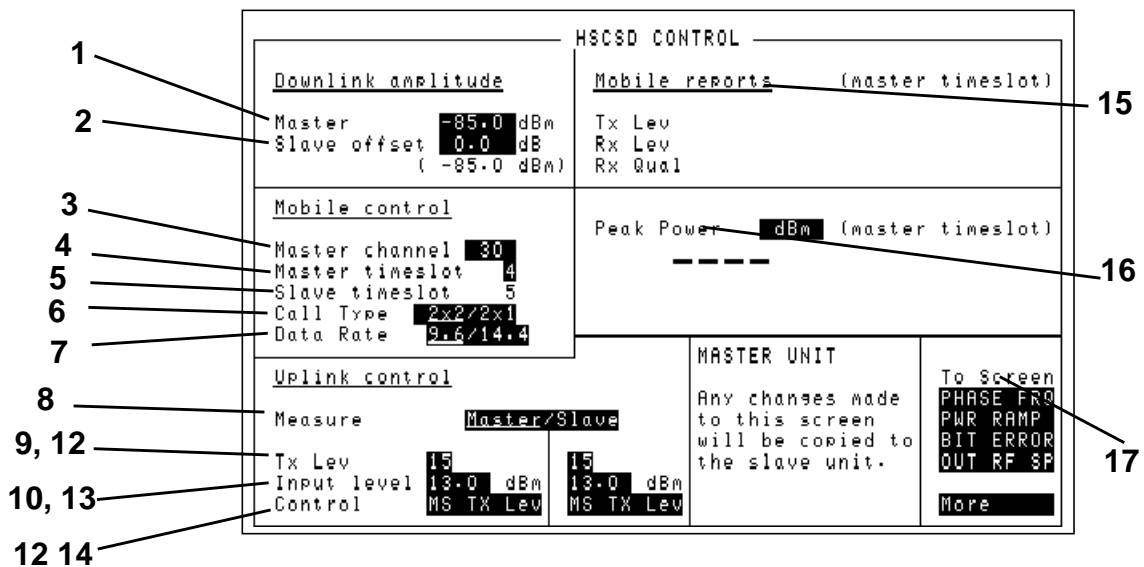 HSCSD CONTROL
1
Downlink amplitude
2
Master -85.0 dBm
Slave offset 0.0 dB
( -85.0 dBm)
Mobile reports (master timeslot)
15
Tx Lev
Rx Lev
Rx Qual
Mobile control
3
Master channel 30
4
Master timeslot 4
5
Slave timeslot 5
6
Call Type 2x2/2x1
7
Data Rate 9.6/14.4
Peak Power dBm (master timeslot)
16
----
Uplink control
8
Measure Master/Slave
9, 12
Tx Lev 15 15
10, 13
Input level 13.0 dBm 13.0 dBm
12 14
Control MS TX Lev MS TX Lev
MASTER UNIT
Any changes made
to this screen
will be copied to
the slave unit.
To Screen
PHASE FRQ
PWR RAMP
BIT ERROR
OUT RF SP
17
More